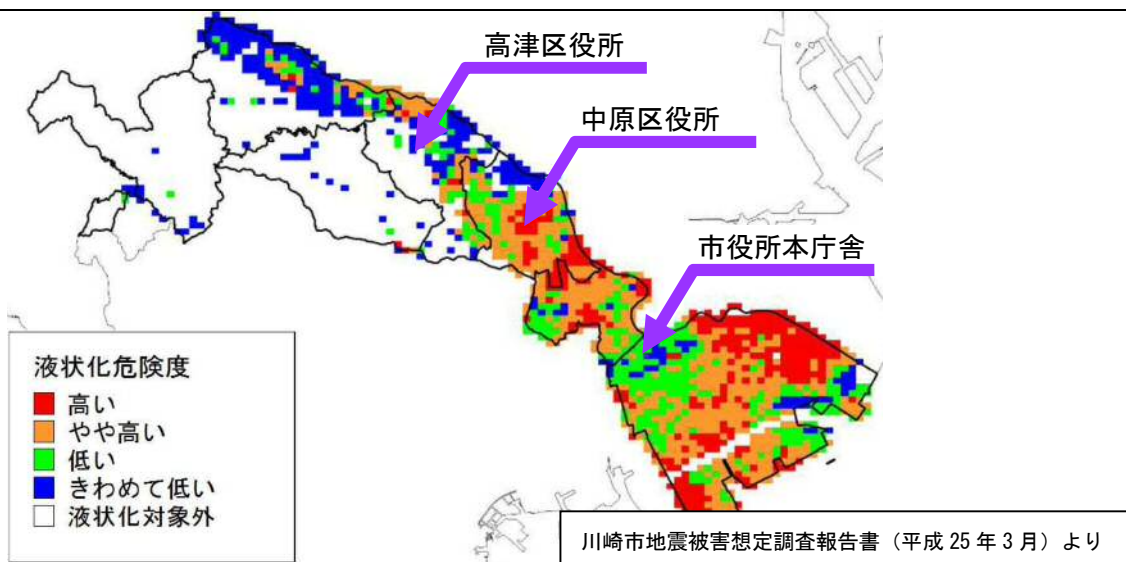 高津区役所
中原区役所
市役所本庁舎
液状化危険度
高い
やや高い
低い
きわめて低い
液状化対象外
川崎市地震被害想定調査報告書(平成 25 年 3 月)より